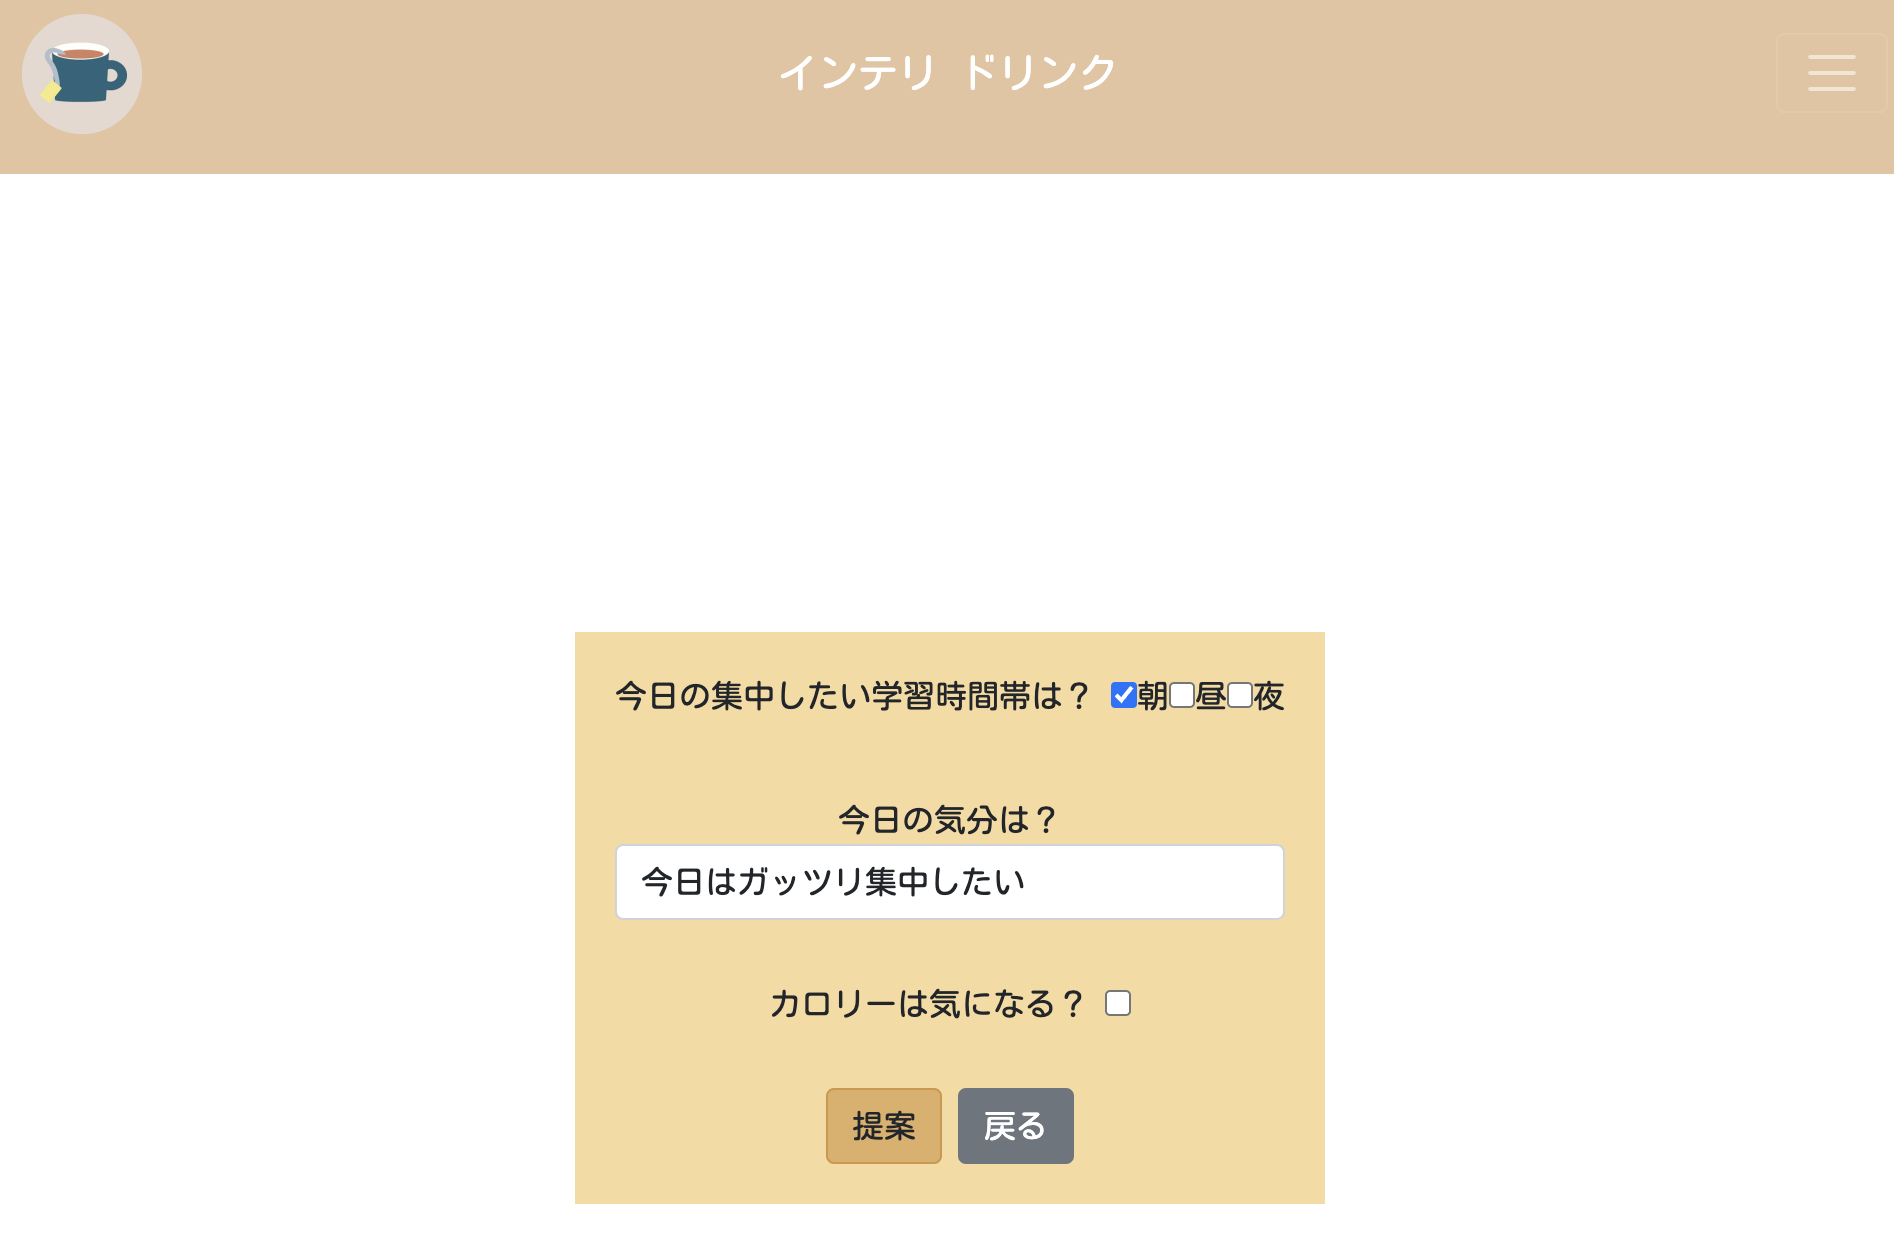 インテリ ドリンク
今日の集中したい学習時間帯は？ 朝昼夜
今日の気分は？
今日はガッツリ集中したい
カロリーは気になる？
提案 戻る